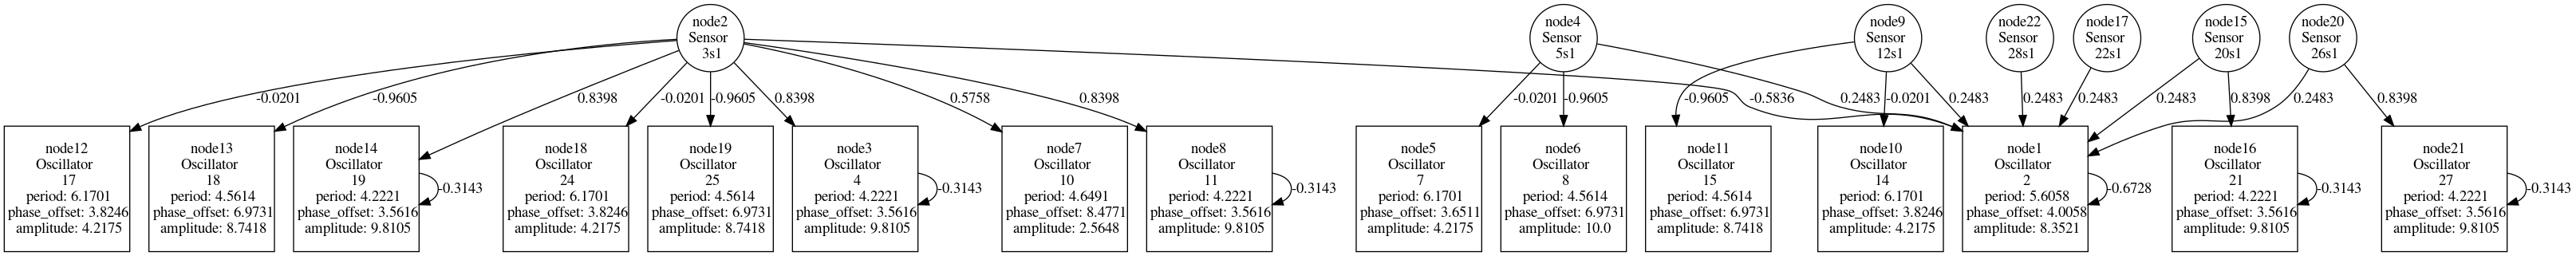 node2
Sensor
3s1
node4
Sensor
5s1
node9
Sensor
12s1
node22
Sensor
28s1
node17
Sensor
22s1
node15
Sensor
20s1
node20
Sensor
26s1
-0.0201
-0.9605
0.8398
-0.0201
-0.9605
0.8398
0.5758
0.8398
-0.0201
-0.9605
0.2483
-0.9605
-0.0201
0.2483
-0.5836
0.2483
0.2483
0.2483
0.8398
0.2483
0.8398
node12
Oscillator
17
period: 6.1701
phase_offset: 3.8246
amplitude: 4.2175
node13
Oscillator
18
period: 4.5614
phase_offset: 6.9731
amplitude: 8.7418
node14
Oscillator
19
period: 4.2221
phase_offset: 3.5616
amplitude: 9.8105
-0.3143
node18
Oscillator
24
period: 6.1701
phase_offset: 3.8246
amplitude: 4.2175
node19
Oscillator
25
period: 4.5614
phase_offset: 6.9731
amplitude: 8.7418
node3
Oscillator
4
period: 4.2221
phase_offset: 3.5616
amplitude: 9.8105
-0.3143
node7
Oscillator
10
period: 4.6491
phase_offset: 8.4771
amplitude: 2.5648
node8
Oscillator
11
period: 4.2221
phase_offset: 3.5616
amplitude: 9.8105
-0.3143
node5
Oscillator
7
period: 6.1701
phase_offset: 3.6511
amplitude: 4.2175
node6
Oscillator
8
period: 4.5614
phase_offset: 6.9731
amplitude: 10.0
node11
Oscillator
15
period: 4.5614
phase_offset: 6.9731
amplitude: 8.7418
node10
Oscillator
14
period: 6.1701
phase_offset: 3.8246
amplitude: 4.2175
node1
Oscillator
2
period: 5.6058
phase_offset: 4.0058
amplitude: 8.3521
-0.6728
node16
Oscillator
21
period: 4.2221
phase_offset: 3.5616
amplitude: 9.8105
-0.3143
node21
Oscillator
27
period: 4.2221
phase_offset: 3.5616
amplitude: 9.8105
-0.3143